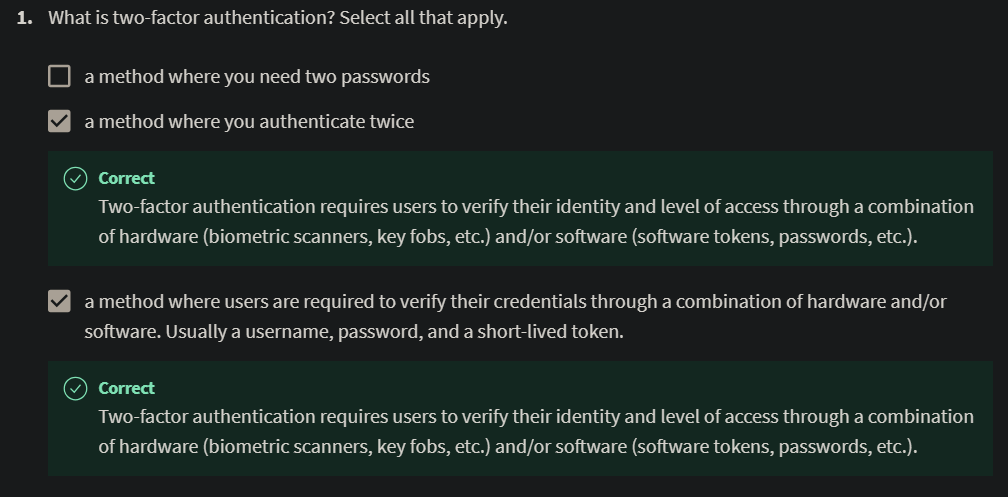 1. What is two-factor authentication? Select all that apply.
a method where you need two passwords
a method where you authenticate twice
Correct
Two-factor authentication requires users to verify their identity and level of access through a combination
of hardware (biometric scanners, key fobs, etc.) and/or software (software tokens, passwords, etc.).
a method where users are required to verify their credentials through a combination of hardware and/or
software. Usually a username, password, and a short-lived token.
Correct
Two-factor authentication requires users to verify their identity and level of access through a combination
of hardware (biometric scanners, key fobs, etc.) and/or software (software tokens, passwords, etc.).